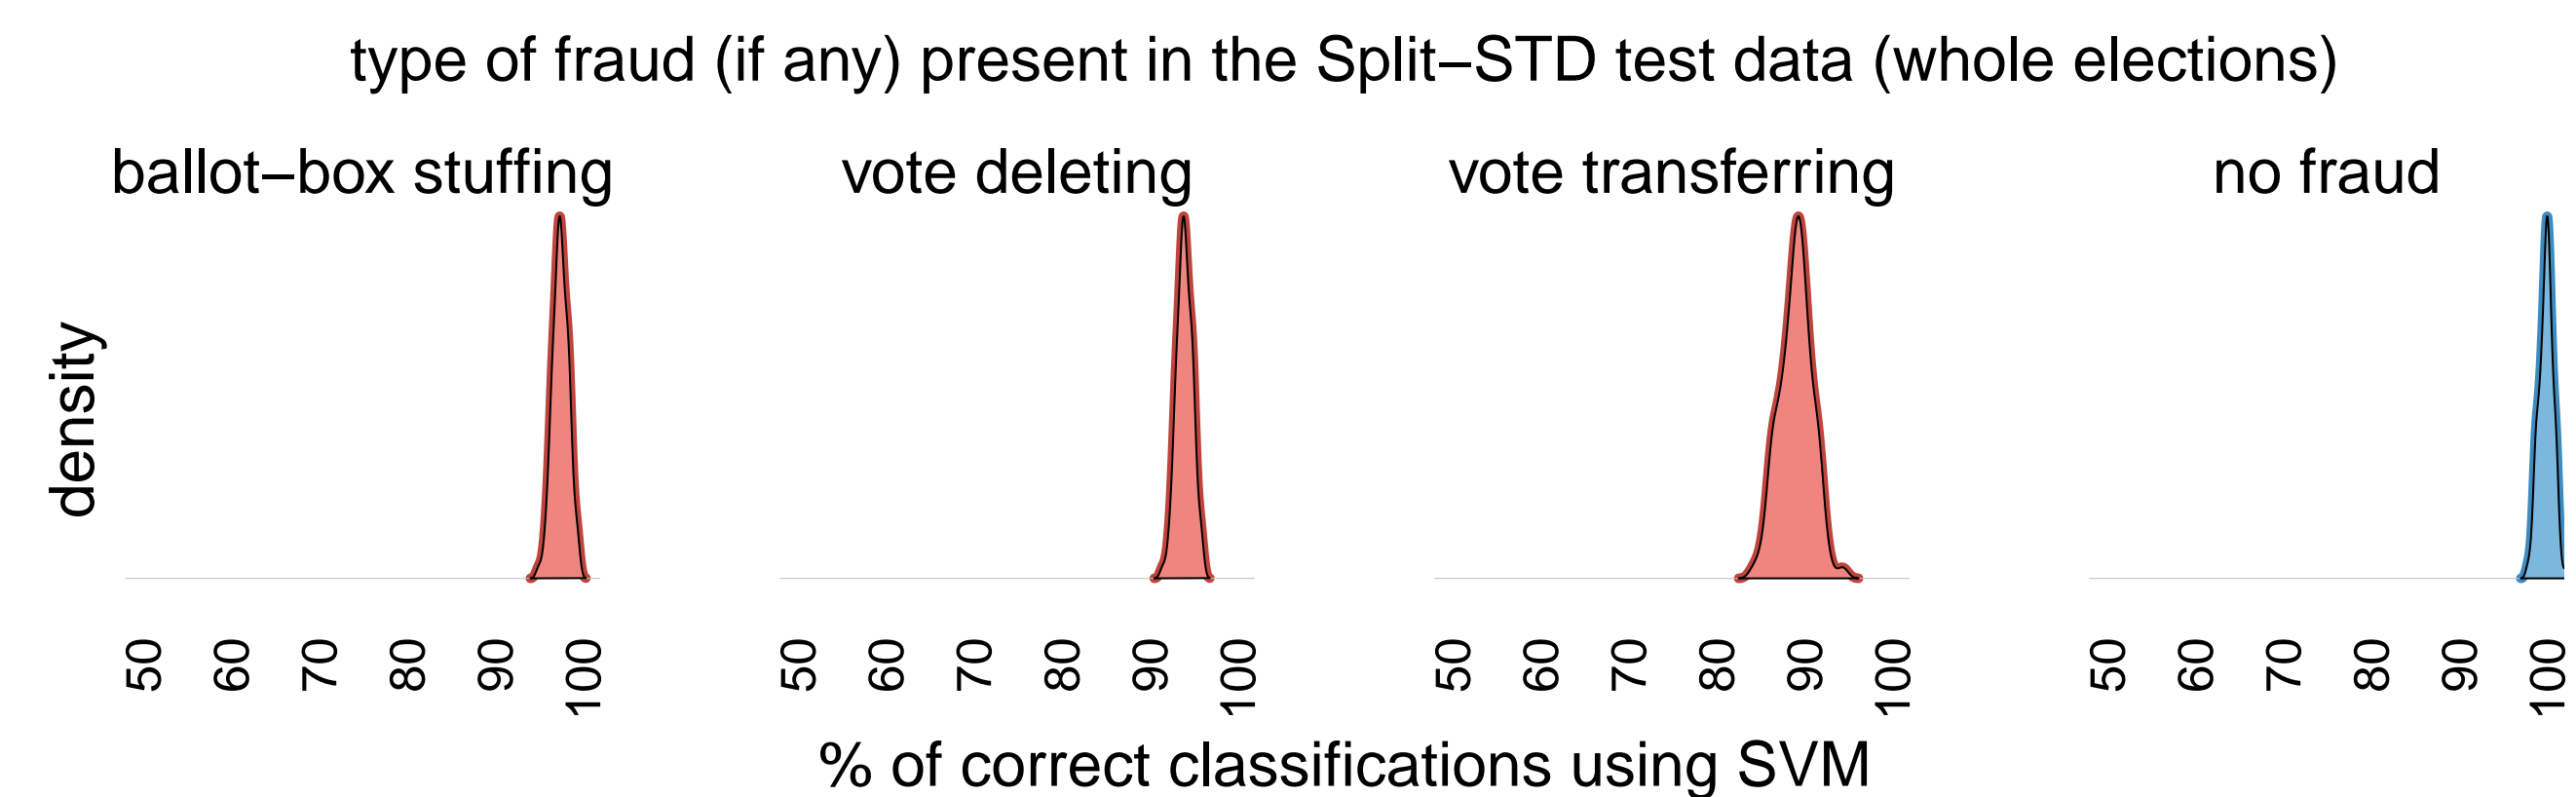 type of fraud (if any) present in the Split−STD test data (whole elections)
ballot−box stuffing
vote deleting
vote transferring
no fraud
density
50 60 70 80 90 100
50 60 70 80 90 100
50 60 70 80 90 100
50 60 70 80 90 100
% of correct classifications using SVM